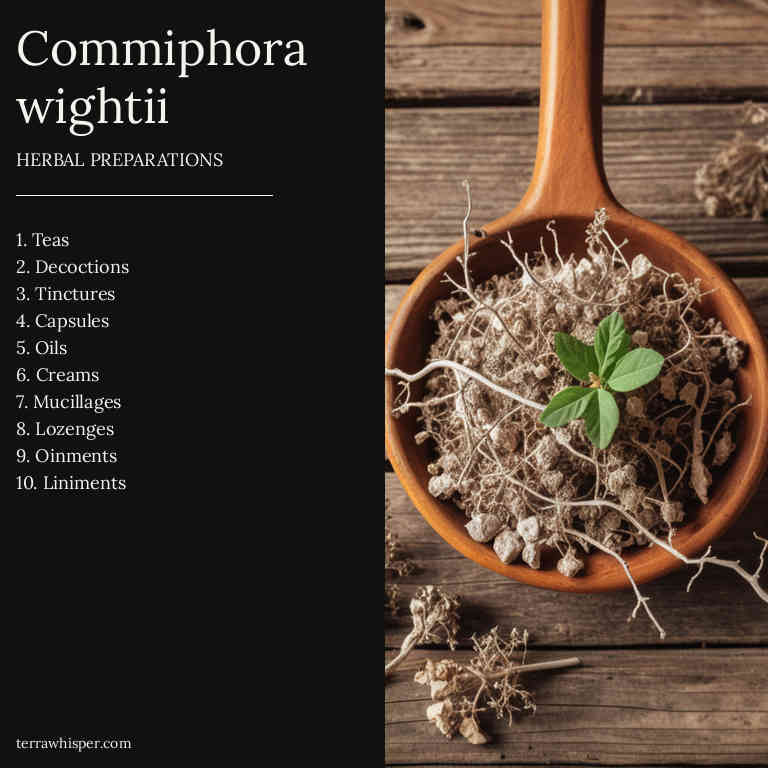 Commiphora
wightii
HERBAL PREPARATIONS
1. Teas
2. Decoctions
3. Tinctures
4. Capsules
5. Oils
6. Creams
7. Mucillages
8. Lozenges
9. Oinments
10. Liniments
terrawhisper.com